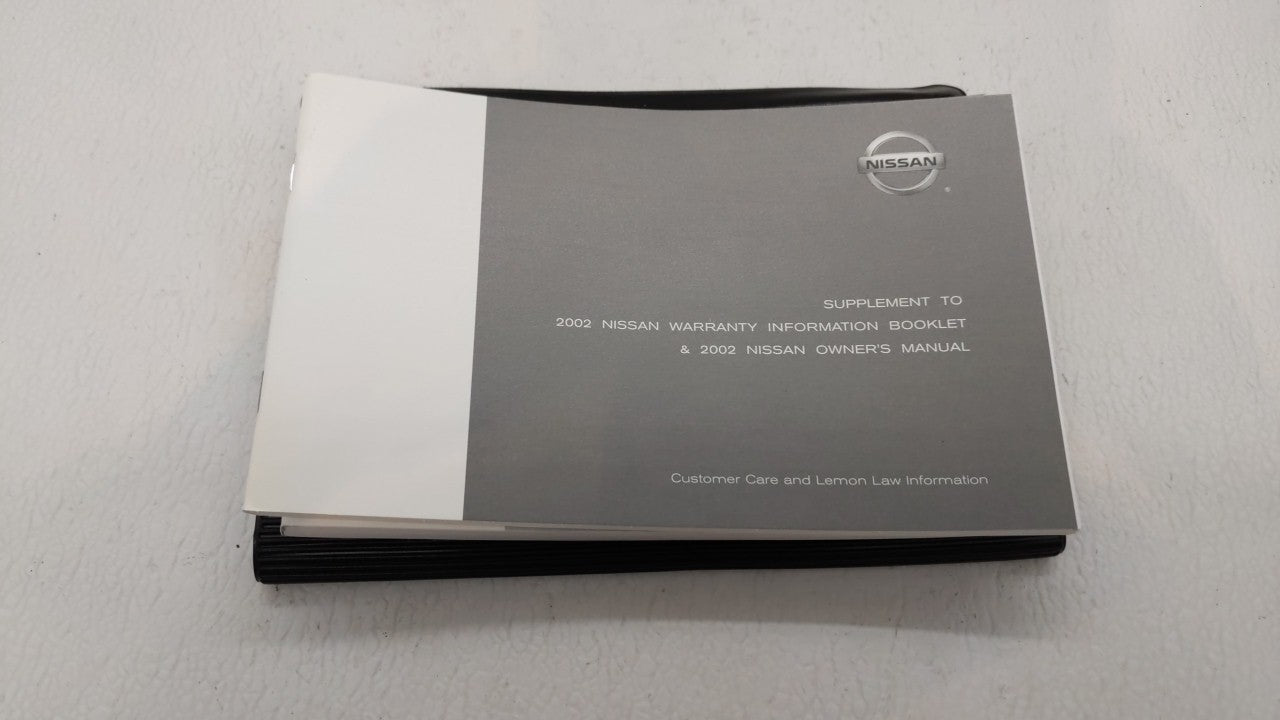 NISSAN
SUPPLEMENT TO
2002 NISSAN WARRANTY INFORMATION BOOKLET
& 2002 NISSAN OWNER'S MANUAL
Customer Care and Lemon Law Information